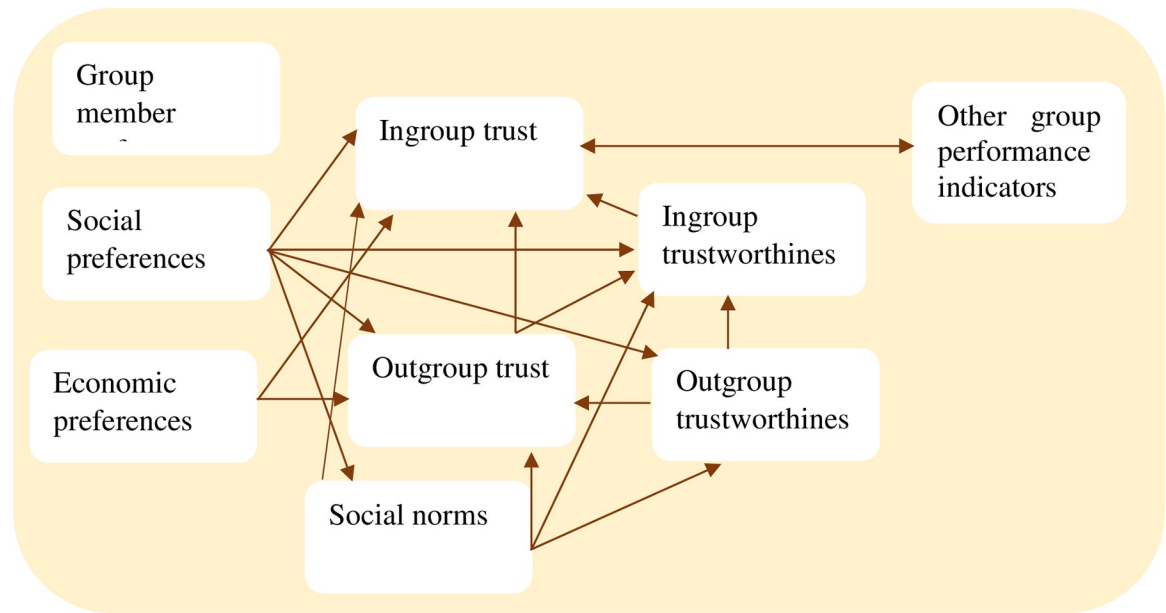 Group
member
Social
preferences
Economic
preferences
Ingroup trust
Outgroup trust
Social norms
Ingroup
trustworthines
Outgroup
trustworthines
Other group
performance
indicators